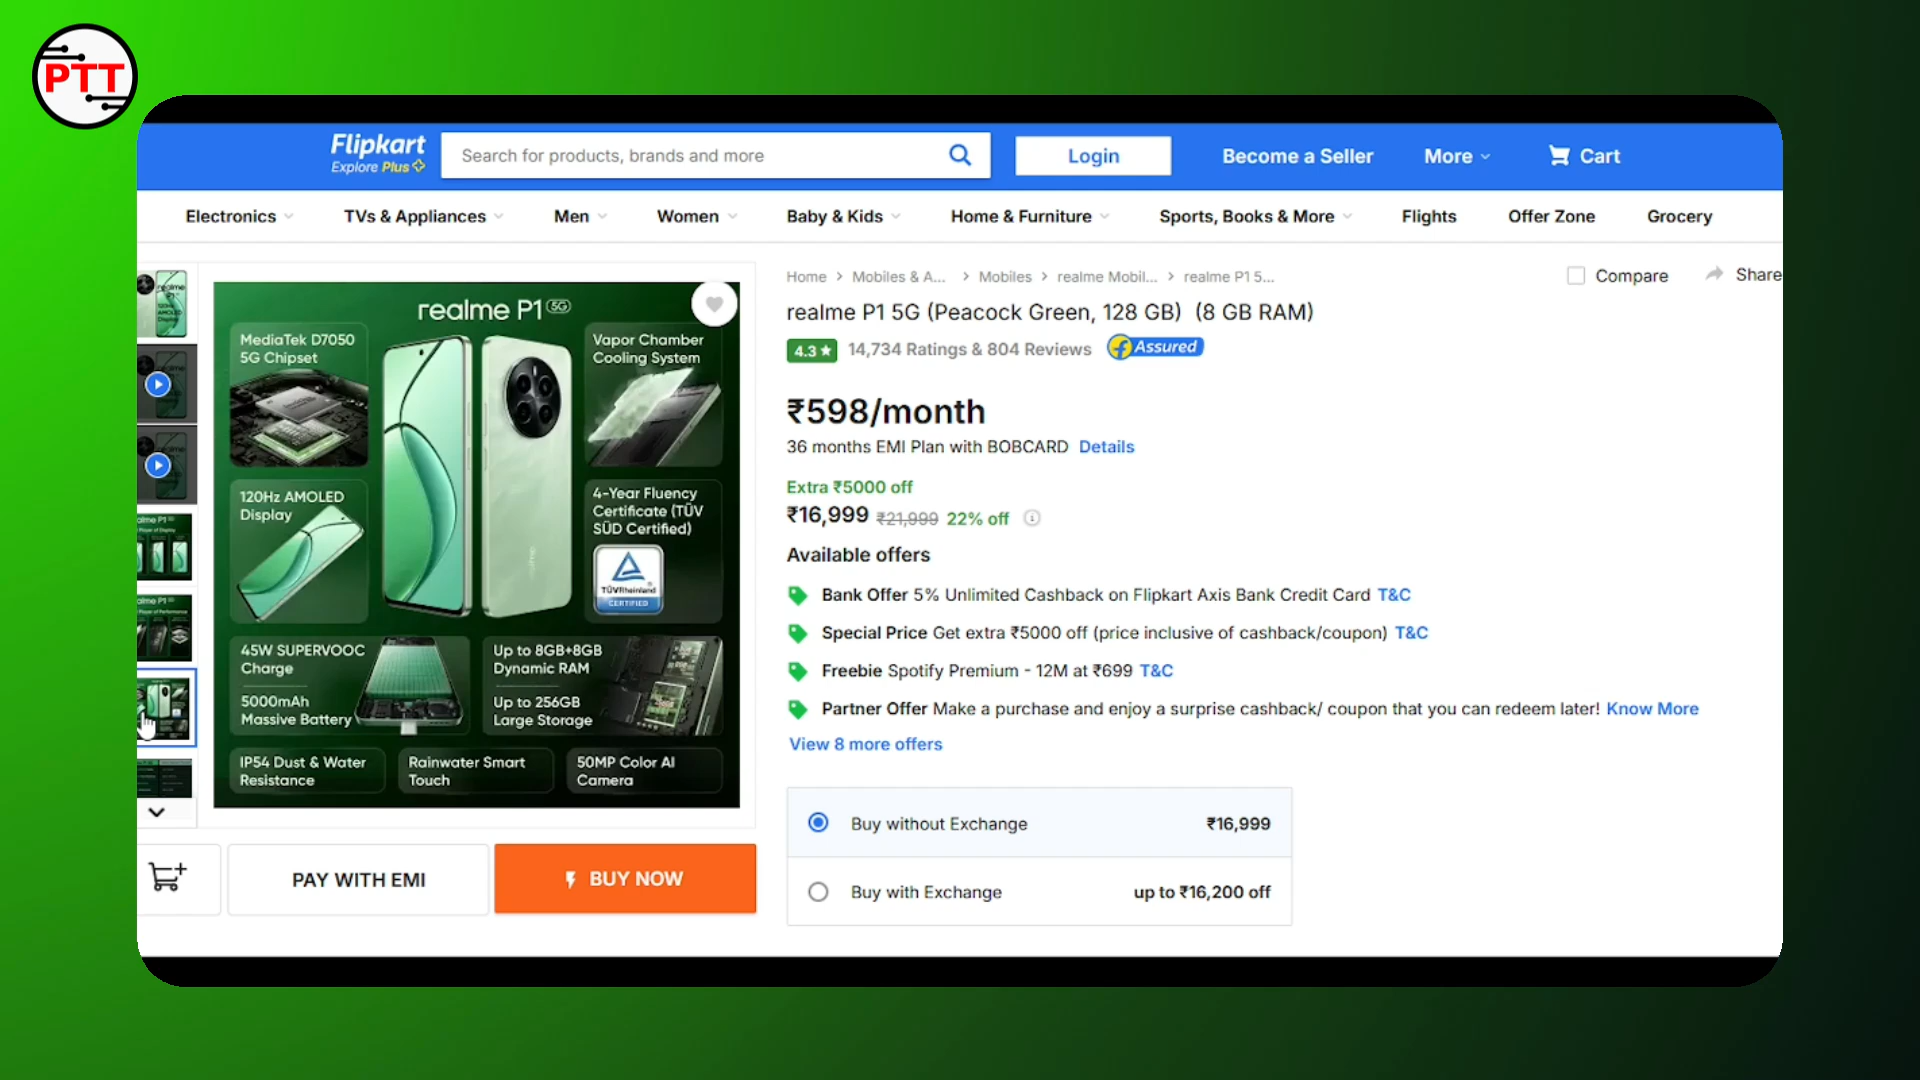 PTT
Flipkart
Explore Plus
Search for products, brands and more
Login
Become a Seller
More
Cart
Electronics
TVs & Appliances
Men
Women
Baby & Kids
Home & Furniture
Sports, Books & More
Flights
Offer Zone
Grocery
realme P1 5G
MediaTek D7050
5G Chipset
Vapor Chamber
Cooling System
120Hz AMOLED
Display
4-Year Fluency
Certificate (TÜV
SÜD Certified)
TÜVRheinland
CERTIFIED
45W SUPERVOOC
Charge
5000mAh
Massive Battery
Up to 8GB+8GB
Dynamic RAM
Up to 256GB
Large Storage
IP54 Dust & Water
Resistance
Rainwater Smart
Touch
50MP Color AI
Camera
PAY WITH EMI
BUY NOW
Home > Mobiles & A... > Mobiles > realme Mobil... > realme P1 5...
Compare
Share
realme P1 5G (Peacock Green, 128 GB) (8 GB RAM)
4.3★ 14,734 Ratings & 804 Reviews Assured
₹598/month
36 months EMI Plan with BOBCARD Details
Extra ₹5000 off
₹16,999 ₹21,999 22% off
Available offers
Bank Offer 5% Unlimited Cashback on Flipkart Axis Bank Credit Card T&C
Special Price Get extra ₹5000 off (price inclusive of cashback/coupon) T&C
Freebie Spotify Premium - 12M at ₹699 T&C
Partner Offer Make a purchase and enjoy a surprise cashback/ coupon that you can redeem later! Know More
View 8 more offers
Buy without Exchange ₹16,999
Buy with Exchange up to ₹16,200 off